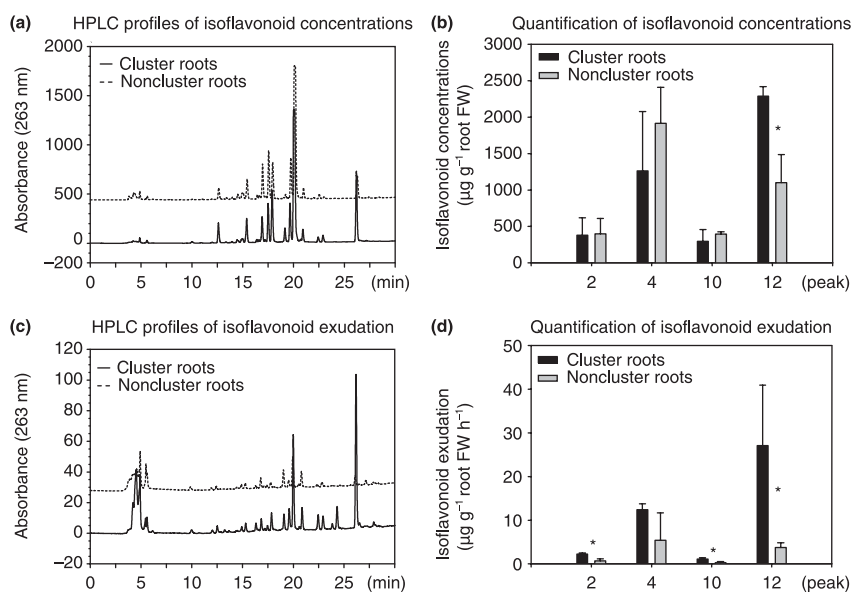 (a) HPLC profiles of isoflavonoid concentrations
Absorbance (263 nm)
2000
1500
1000
500
0
–200
Cluster roots
Noncluster roots
0 5 10 15 20 25 (min)
(b) Quantification of isoflavonoid concentrations
Isoflavonoid concentrations
(µg g–1 root FW)
3000
2500
2000
1500
1000
500
0
Cluster roots
Noncluster roots
*
2 4 10 12 (peak)
(c) HPLC profiles of isoflavonoid exudation
Absorbance (263 nm)
120
100
80
60
40
20
0
–20
Cluster roots
Noncluster roots
0 5 10 15 20 25 (min)
(d) Quantification of isoflavonoid exudation
Isoflavonoid exudation
(µg g–1 root FW h–1)
50
40
30
20
10
0
Cluster roots
Noncluster roots
* * *
2 4 10 12 (peak)